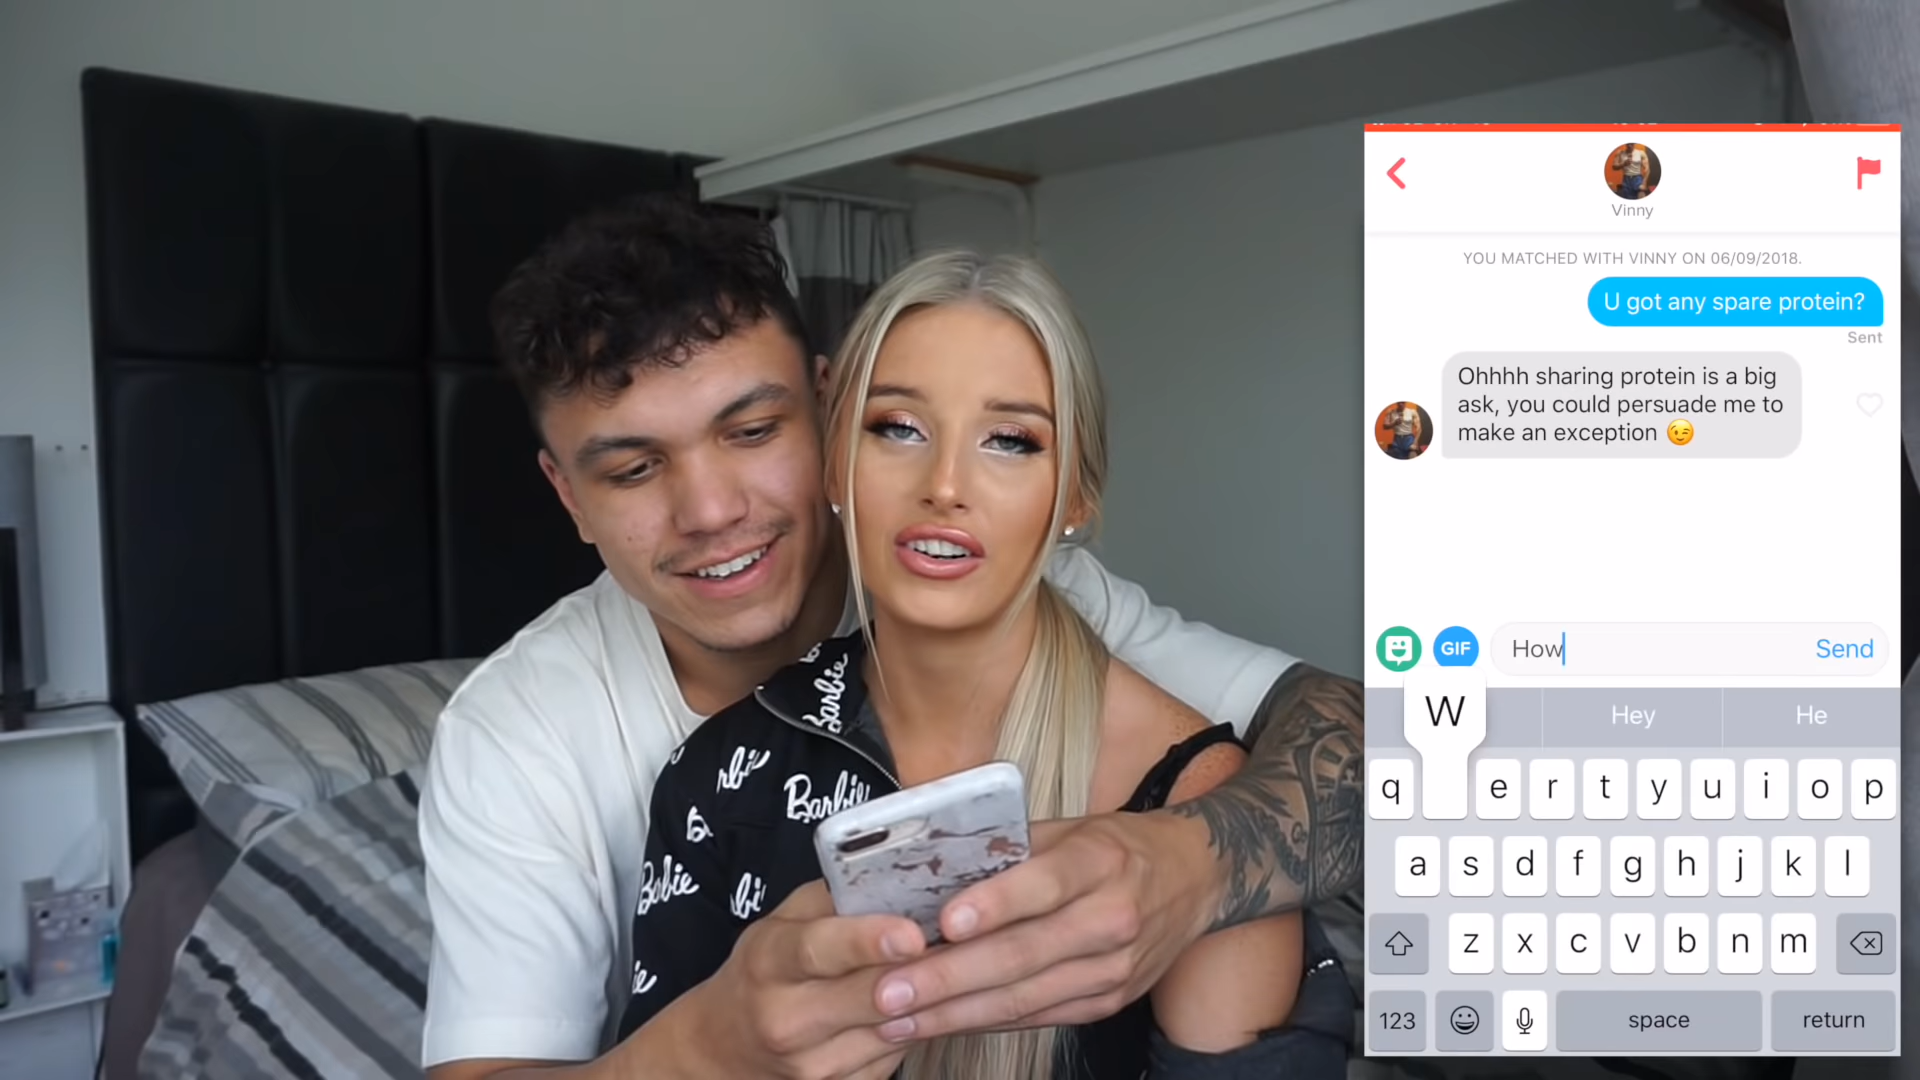 Vinny
YOU MATCHED WITH VINNY ON 06/09/2018.
U got any spare protein?
Sent
Ohhhh sharing protein is a big
ask, you could persuade me to
make an exception 😉
GIF
How
Send
W
Hey
He
q e r t y u i o p
a s d f g h j k l
z x c v b n m
123
space
return
Barbie
Barbie
Barbie